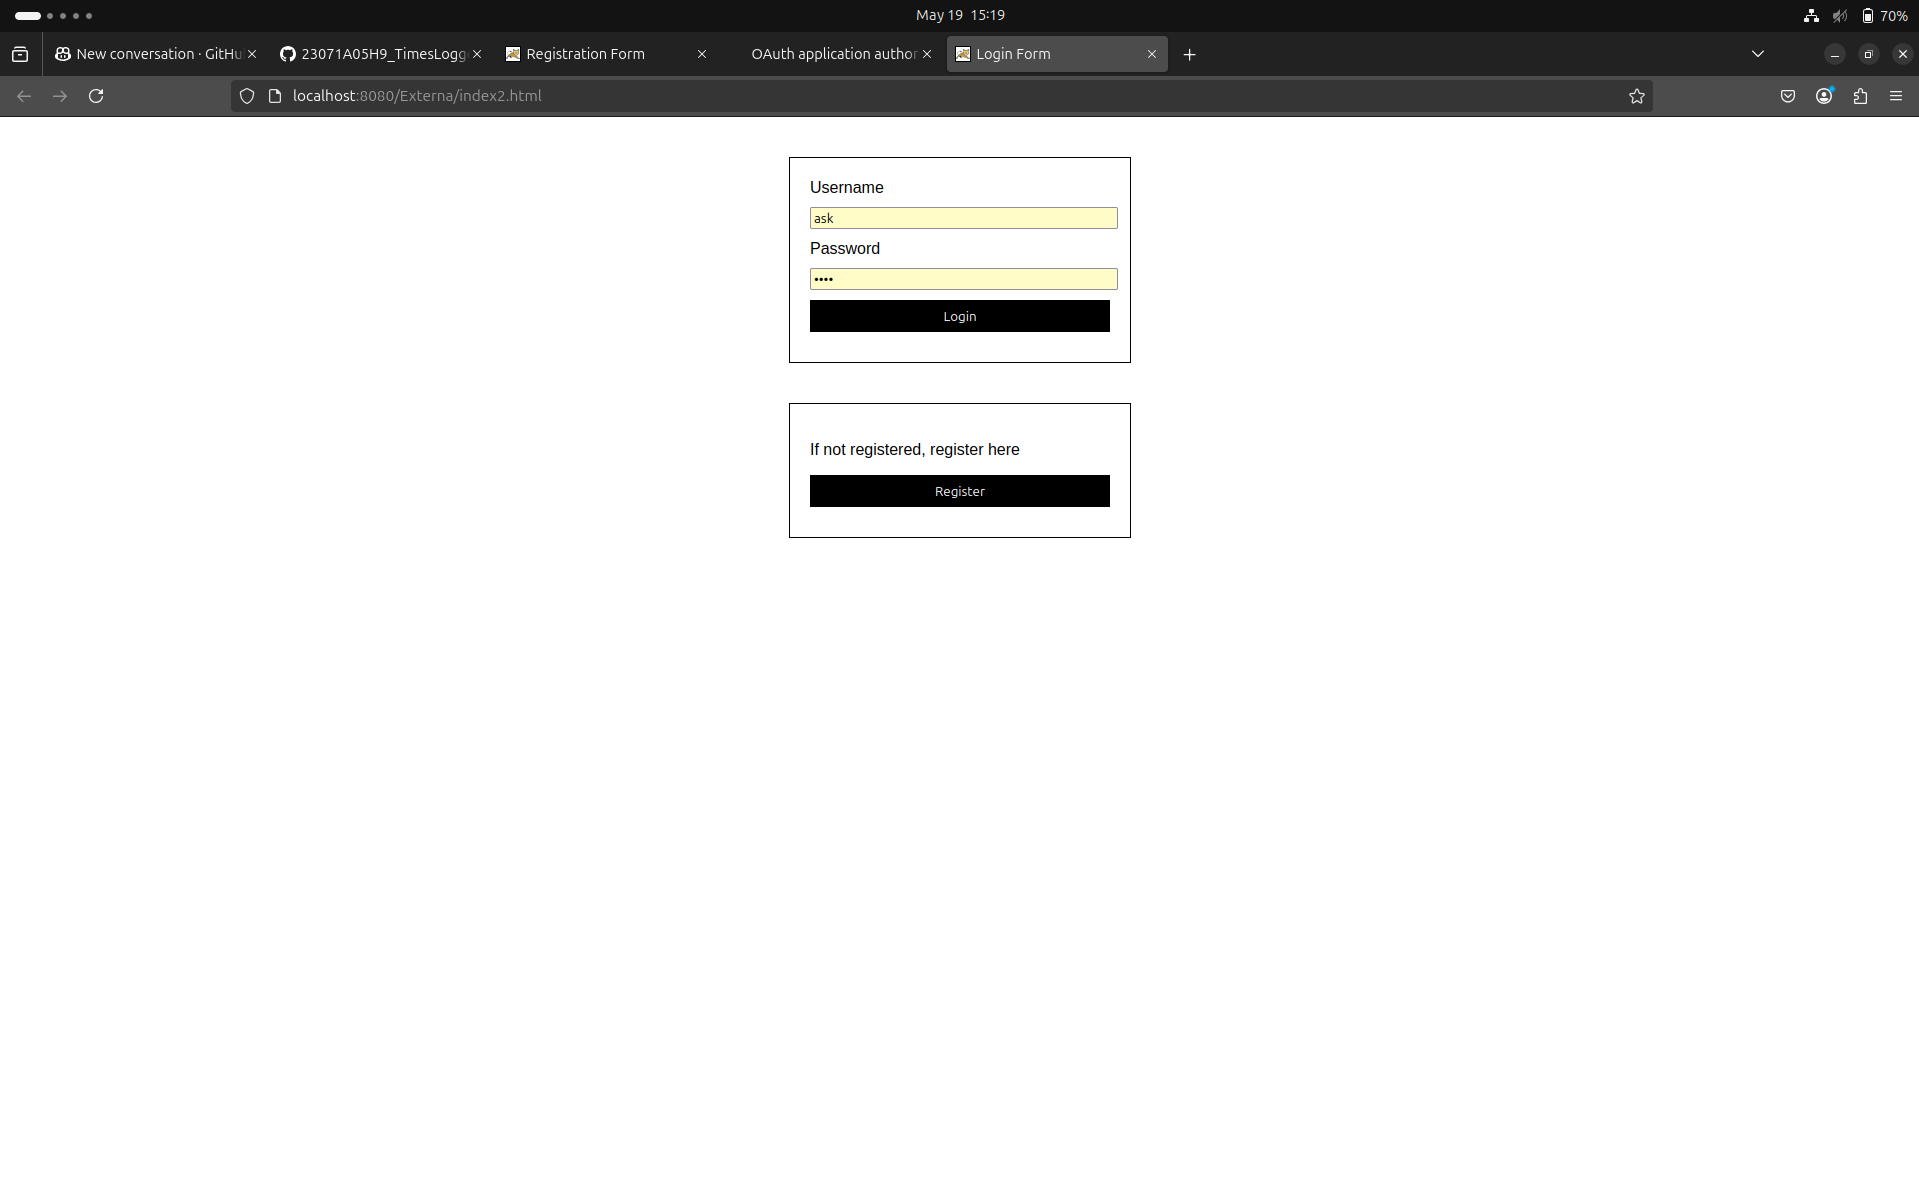 May 19 15:19
70%
New conversation · GitHu
23071A05H9_TimesLogg
Registration Form
OAuth application author
Login Form
localhost:8080/Externa/index2.html
Username
ask
Password
••••
Login
If not registered, register here
Register